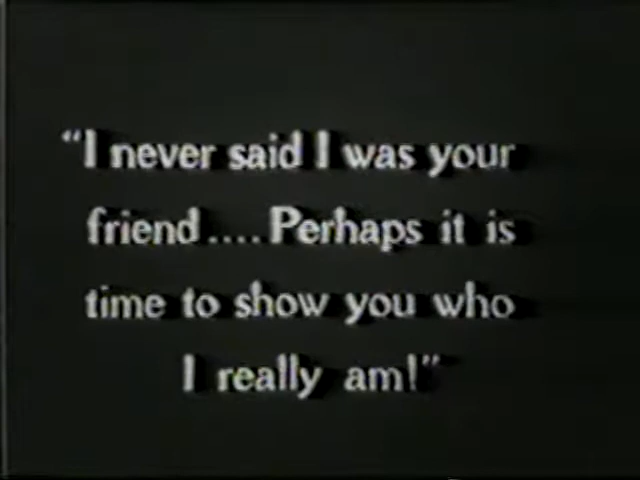 “I never said I was your
friend....Perhaps it is
time to show you who
I really am!”